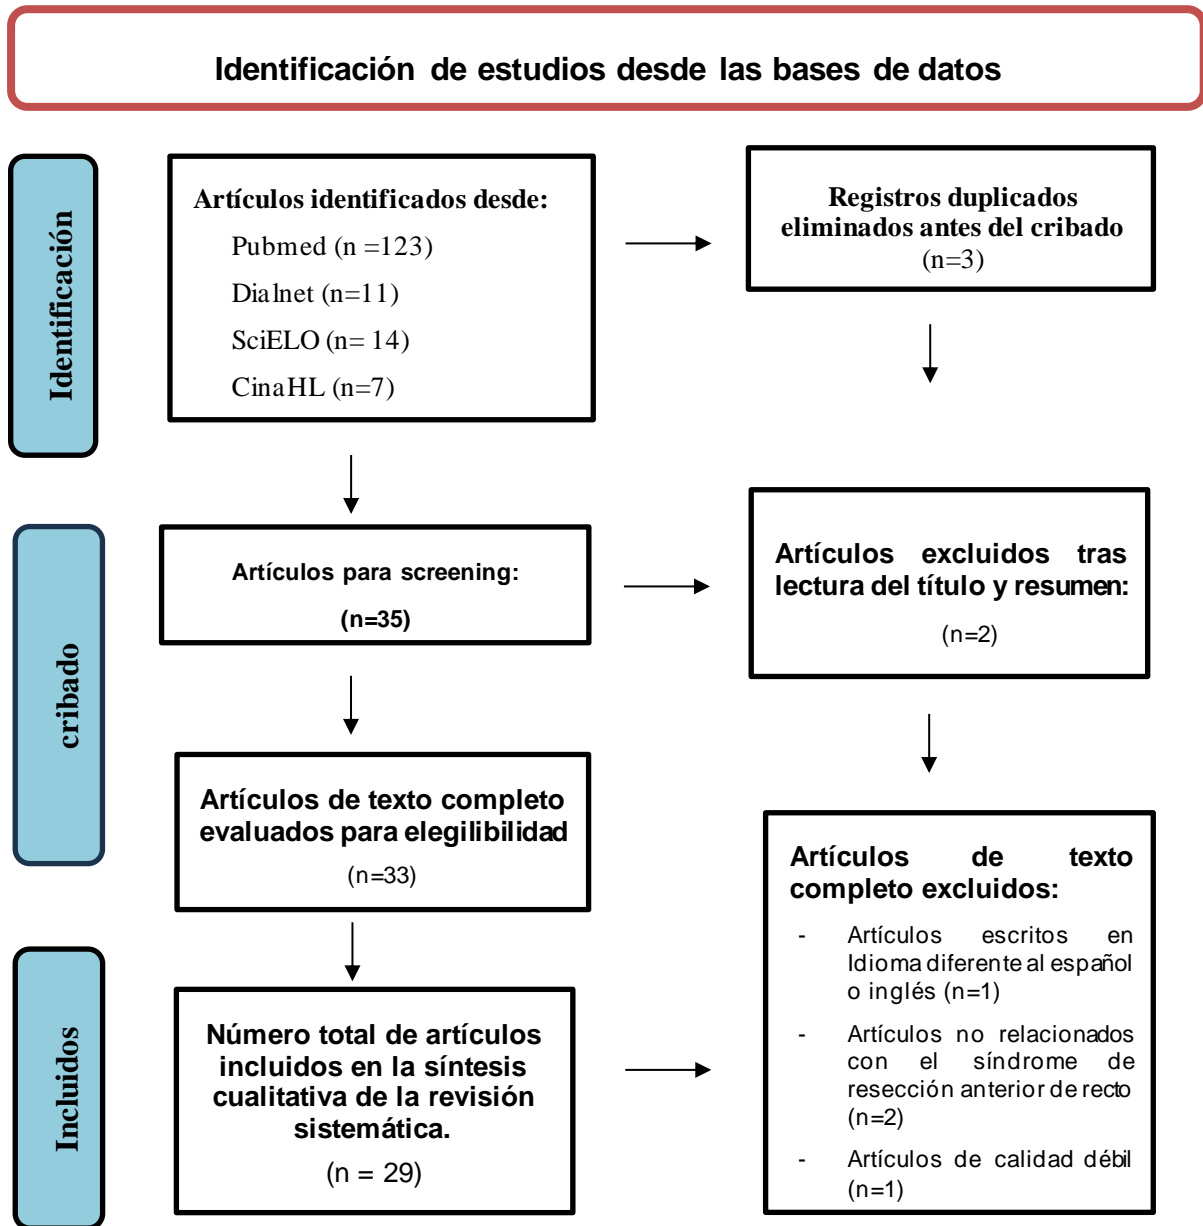 Identificación de estudios desde las bases de datos
Identificación
Artículos identificados desde:
Pubmed (n =123)
Dialnet (n=11)
SciELO (n= 14)
CinaHL (n=7)
Registros duplicados
eliminados antes del cribado
(n=3)
cribado
Artículos para screening:
(n=35)
Artículos excluidos tras
lectura del título y resumen:
(n=2)
Artículos de texto completo
evaluados para elegilibilidad
(n=33)
Artículos de texto
completo excluidos:
- Artículos escritos en
Idioma diferente al español
o inglés (n=1)
- Artículos no relacionados
con el síndrome de
resección anterior de recto
(n=2)
- Artículos de calidad débil
(n=1)
Incluidos
Número total de artículos
incluidos en la síntesis
cualitativa de la revisión
sistemática.
(n = 29)